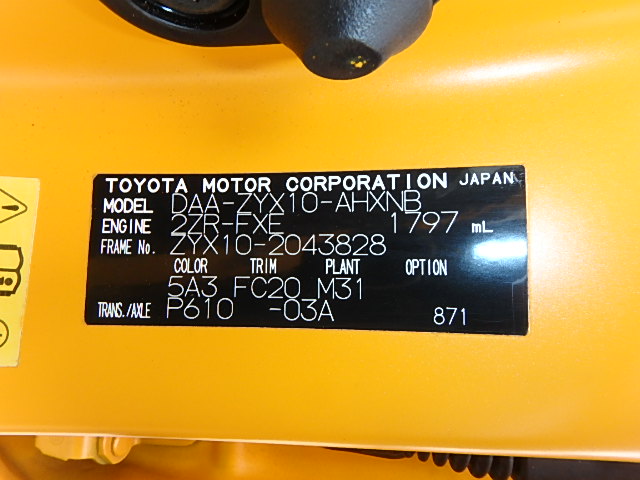 TOYOTA MOTOR CORPORATION JAPAN
MODEL DAA-ZYX10-AHXNB
ENGINE 2ZR-FXE 1797 mL
FRAME No. ZYX10-2043828
COLOR TRIM PLANT OPTION
5A3 FC20 M31
TRANS./AXLE P610 -03A 871